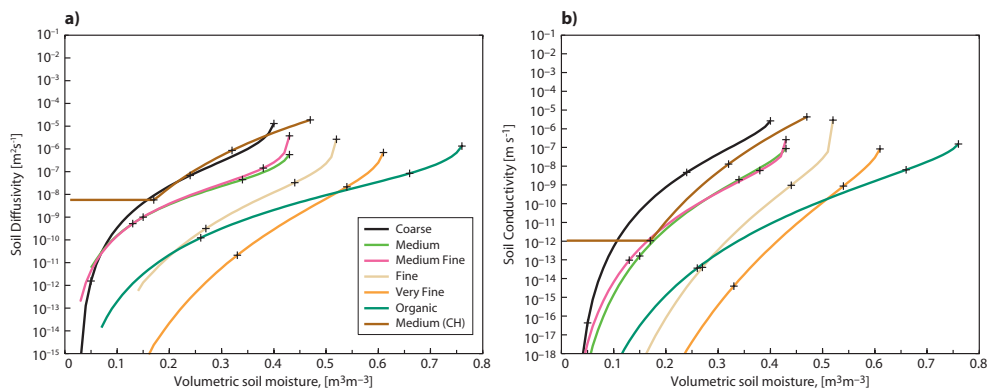 a)
10⁻¹
10⁻²
10⁻³
10⁻⁴
10⁻⁵
10⁻⁶
10⁻⁷
10⁻⁸
10⁻⁹
10⁻¹⁰
10⁻¹¹
10⁻¹²
10⁻¹³
10⁻¹⁴
10⁻¹⁵
Soil Diffusivity [m²s⁻¹]
0 0.1 0.2 0.3 0.4 0.5 0.6 0.7 0.8
Volumetric soil moisture, [m³m−³]
Coarse
Medium
Medium Fine
Fine
Very Fine
Organic
Medium (CH)
b)
10⁻¹
10⁻²
10⁻³
10⁻⁴
10⁻⁵
10⁻⁶
10⁻⁷
10⁻⁸
10⁻⁹
10⁻¹⁰
10⁻¹¹
10⁻¹²
10⁻¹³
10⁻¹⁴
10⁻¹⁵
10⁻¹⁶
10⁻¹⁷
10⁻¹⁸
Soil Conductivity [m s⁻¹]
0 0.1 0.2 0.3 0.4 0.5 0.6 0.7 0.8
Volumetric soil moisture, [m³m−³]